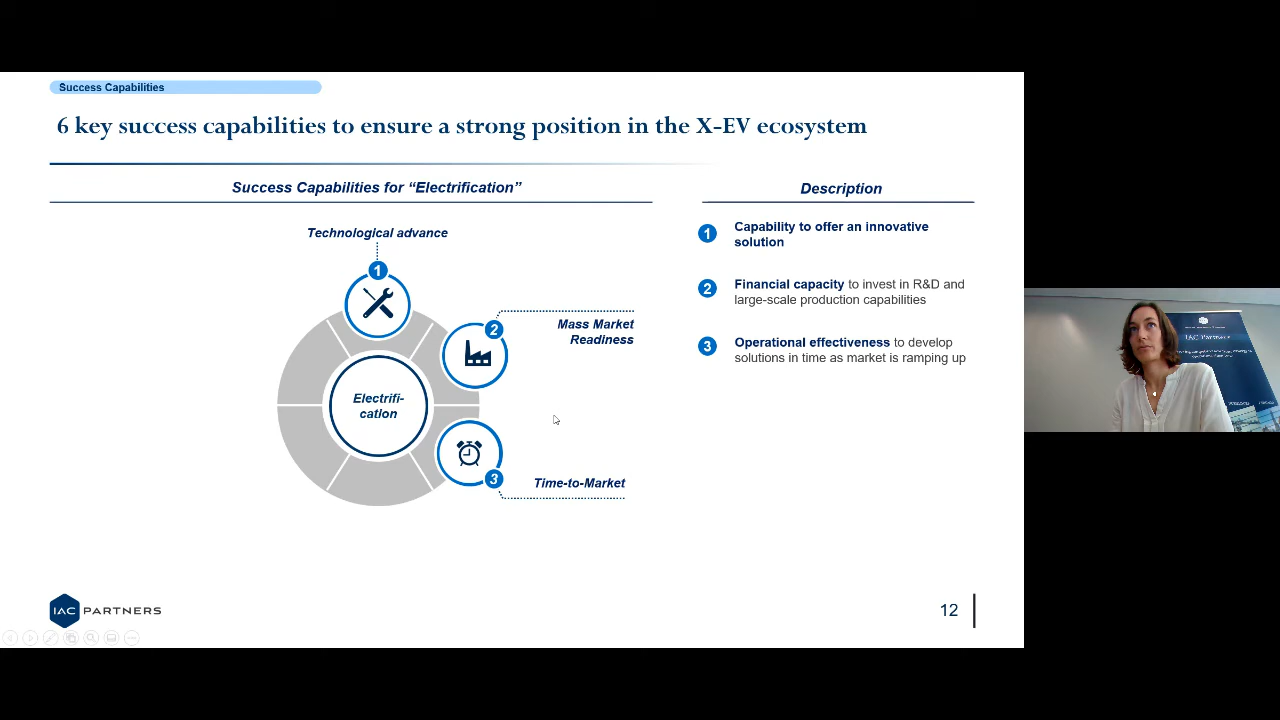 Success Capabilities
6 key success capabilities to ensure a strong position in the X-EV ecosystem
Success Capabilities for “Electrification”
Technological advance
1
2
Mass Market
Readiness
Electrifi-
cation
3
Time-to-Market
Description
1
Capability to offer an innovative
solution
2
Financial capacity to invest in R&D and
large-scale production capabilities
3
Operational effectiveness to develop
solutions in time as market is ramping up
IAC PARTNERS
12
IAC Partners